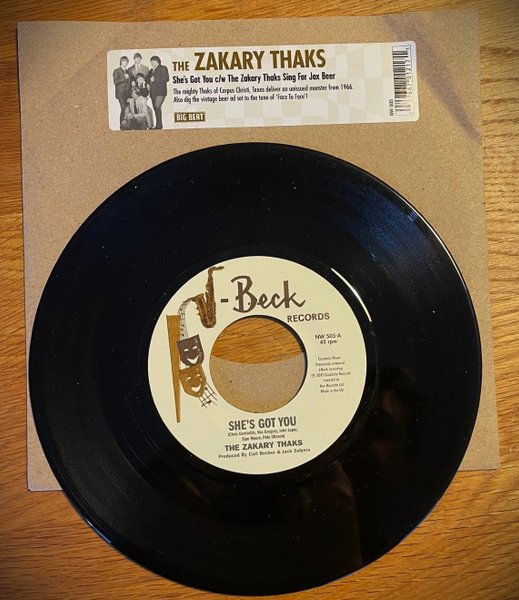 THE ZAKARY THAKS
She's Got You c/w The Zakary Thaks Sing For Jax Beer
The mighty Thaks of Corpus Christi, Texas deliver an unissued monster from 1966.
Also dig the vintage beer ad set to the tune of 'Face To Face'!
BIG BEAT
NW 505
J-Beck
RECORDS
NW 505-A
45 rpm
SHE'S GOT YOU
THE ZAKARY THAKS
Produced By Carl Becker & Jack Salyers